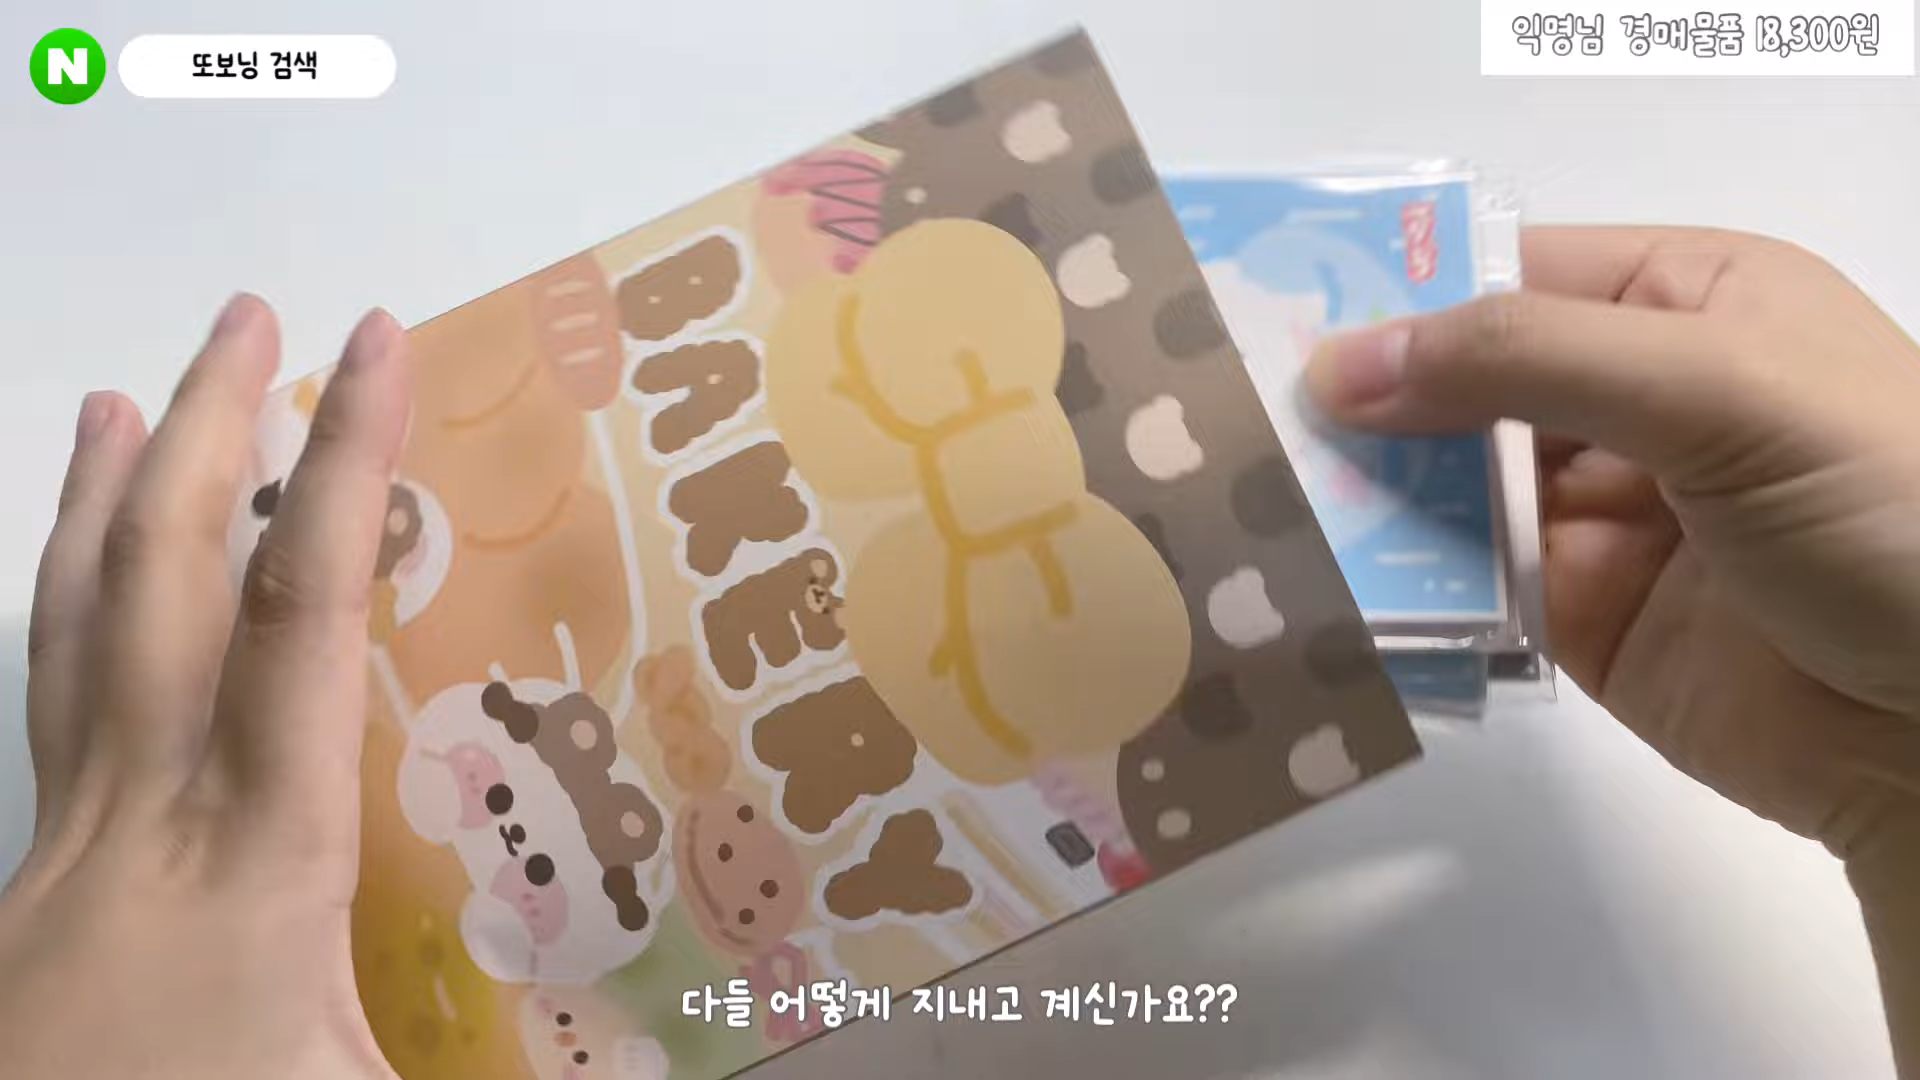 N
또보닝 검색
익명님 경매물품 18,300원
BAKERY
다들 어떻게 지내고 계신가요??